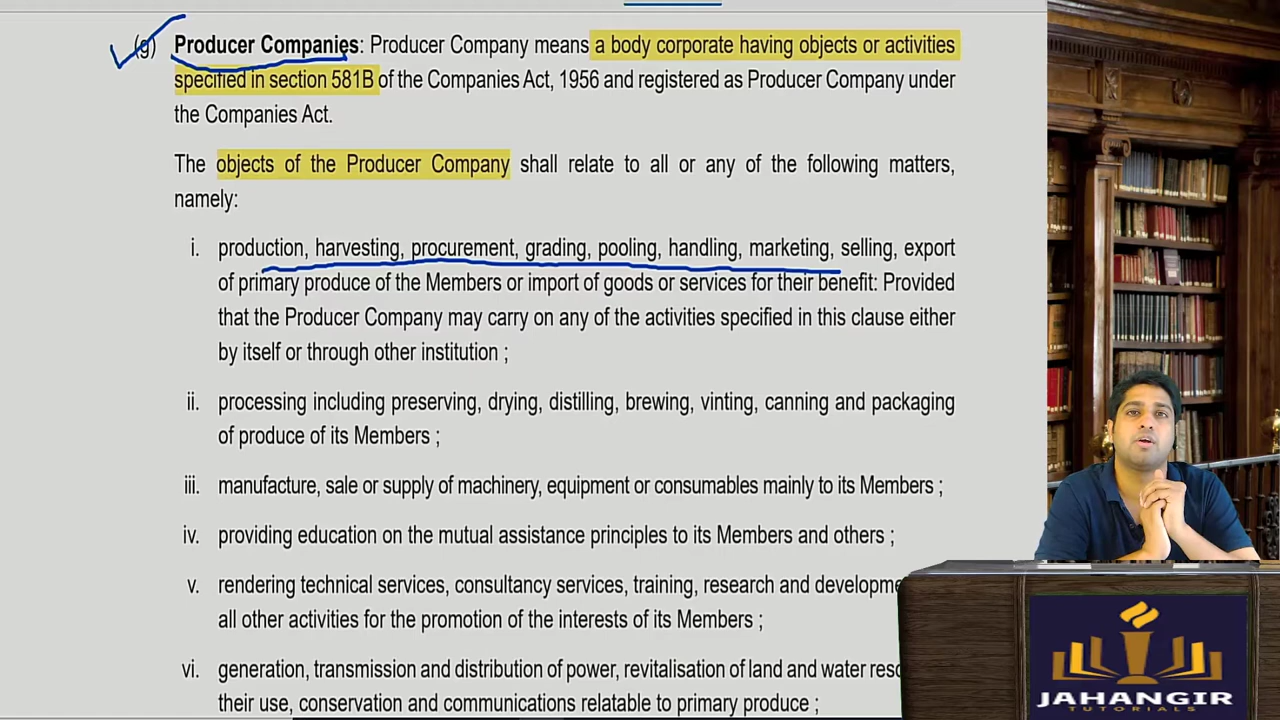 (g) Producer Companies: Producer Company means a body corporate having objects or activities
specified in section 581B of the Companies Act, 1956 and registered as Producer Company under
the Companies Act.
The objects of the Producer Company shall relate to all or any of the following matters,
namely:
i. production, harvesting, procurement, grading, pooling, handling, marketing, selling, export
of primary produce of the Members or import of goods or services for their benefit: Provided
that the Producer Company may carry on any of the activities specified in this clause either
by itself or through other institution ;
ii. processing including preserving, drying, distilling, brewing, vinting, canning and packaging
of produce of its Members ;
iii. manufacture, sale or supply of machinery, equipment or consumables mainly to its Members ;
iv. providing education on the mutual assistance principles to its Members and others ;
v. rendering technical services, consultancy services, training, research and
all other activities for the promotion of the interests of its Members ;
vi. generation, transmission and distribution of power, revitalisation of land and water
their use, conservation and communications relatable to primary produce ;
JAHANGIR
TUTORIALS